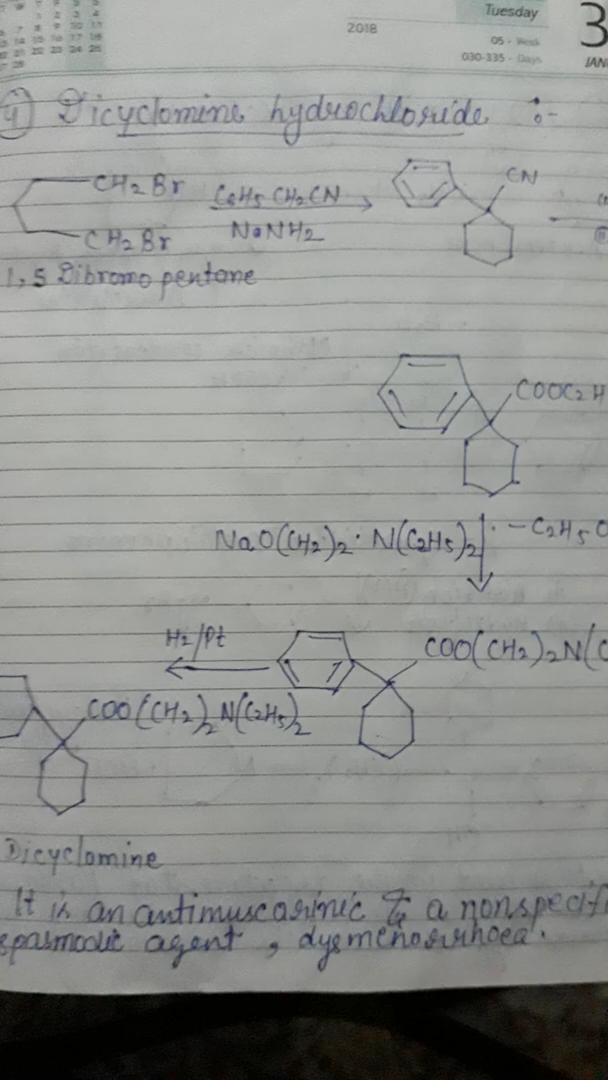 Tuesday
2018
3
05 - Week
030-335 - Days
JAN
4) Dicyclomine hydrochloride :-
CH2Br
C6H5 CH2CN
CN
CH2Br
NaNH2
1,5 Dibromo pentane
COOC2H
NaO(CH2)2 · N(C2H5)2
- C2H5O
H2/Pt
COO(CH2)2N(C
COO(CH2)2N(C2H5)2
Dicyclomine
It is an antimuscarinic & a nonspecif
spasmodic agent, dysmenorrhoea.